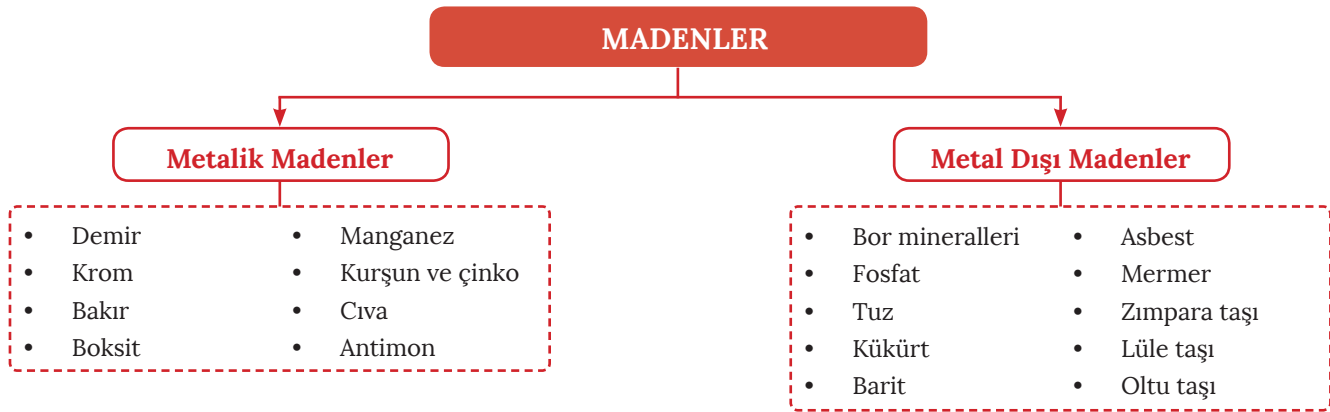 MADENLER
Metalik Madenler
• Demir
• Krom
• Bakır
• Boksit
• Manganez
• Kurşun ve çinko
• Cıva
• Antimon
Metal Dışı Madenler
• Bor mineralleri
• Fosfat
• Tuz
• Kükürt
• Barit
• Asbest
• Mermer
• Zımpara taşı
• Lüle taşı
• Oltu taşı